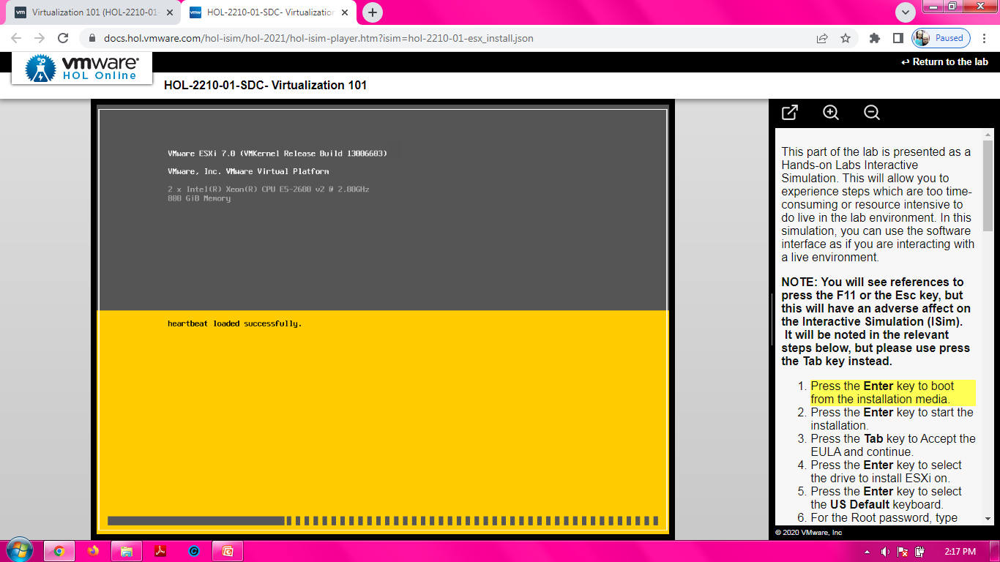 Virtualization 101 (HOL-2210-01-
HOL-2210-01-SDC- Virtualization
docs.hol.vmware.com/hol-isim/hol-2021/hol-isim-player.htm?isim=hol-2210-01-esx_install.json
Paused
vmware
HOL Online
Return to the lab
HOL-2210-01-SDC- Virtualization 101
VMware ESXi 7.0 (VMKernel Release Build 13006603)
VMware, Inc. VMware Virtual Platform
2 x Intel(R) Xeon(R) CPU E5-2680 v2 @ 2.80GHz
800 GiB Memory
heartbeat loaded successfully.
This part of the lab is presented as a
Hands-on Labs Interactive
Simulation. This will allow you to
experience steps which are too time-
consuming or resource intensive to
do live in the lab environment. In this
simulation, you can use the software
interface as if you are interacting with
a live environment.
NOTE: You will see references to
press the F11 or the Esc key, but
this will have an adverse affect on
the Interactive Simulation (ISim).
It will be noted in the relevant
steps below, but please use press
the Tab key instead.
1. Press the Enter key to boot
from the installation media.
2. Press the Enter key to start the
installation.
3. Press the Tab key to Accept the
EULA and continue.
4. Press the Enter key to select
the drive to install ESXi on.
5. Press the Enter key to select
the US Default keyboard.
6. For the Root password, type
© 2020 VMware, Inc
2:17 PM